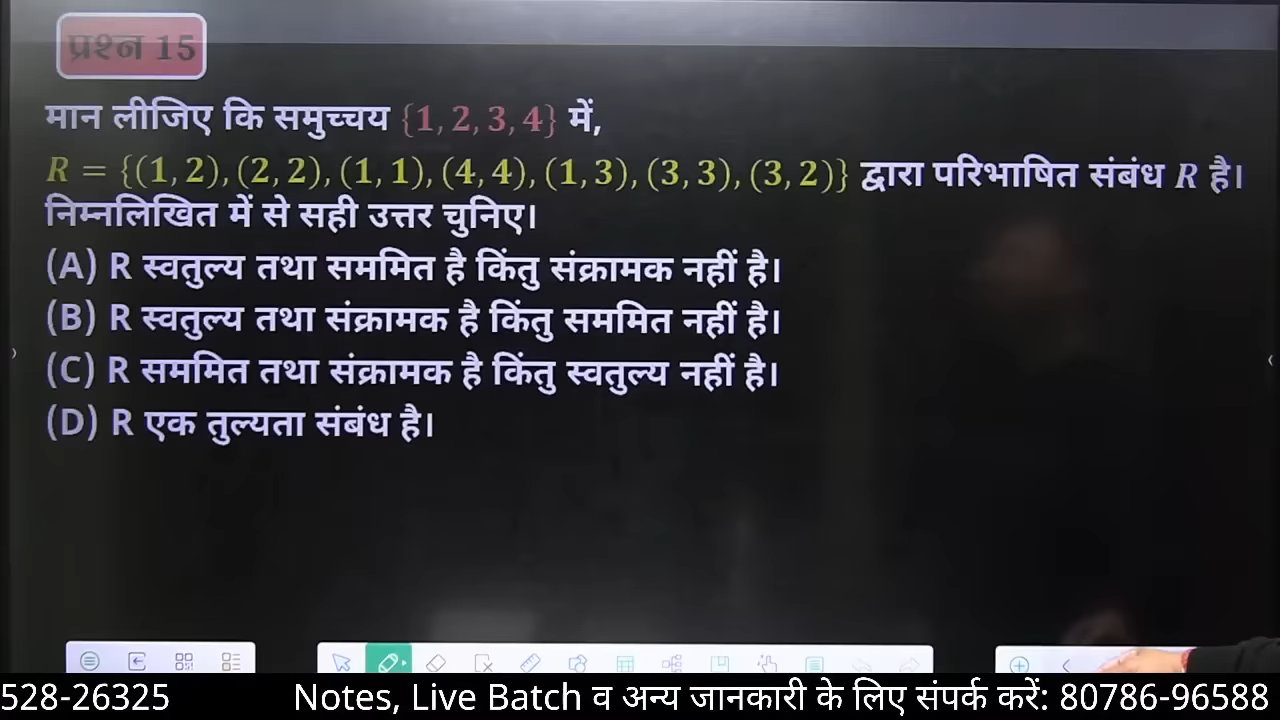 प्रश्न 15
मान लीजिए कि समुच्चय {1, 2, 3, 4} में,
R = {(1, 2), (2, 2), (1, 1), (4, 4), (1, 3), (3, 3), (3, 2)} द्वारा परिभाषित संबंध R है।
निम्नलिखित में से सही उत्तर चुनिए।
(A) R स्वतुल्य तथा सममित है किंतु संक्रामक नहीं है।
(B) R स्वतुल्य तथा संक्रामक है किंतु सममित नहीं है।
(C) R सममित तथा संक्रामक है किंतु स्वतुल्य नहीं है।
(D) R एक तुल्यता संबंध है।
528-26325 Notes, Live Batch व अन्य जानकारी के लिए संपर्क करें: 80786-96588